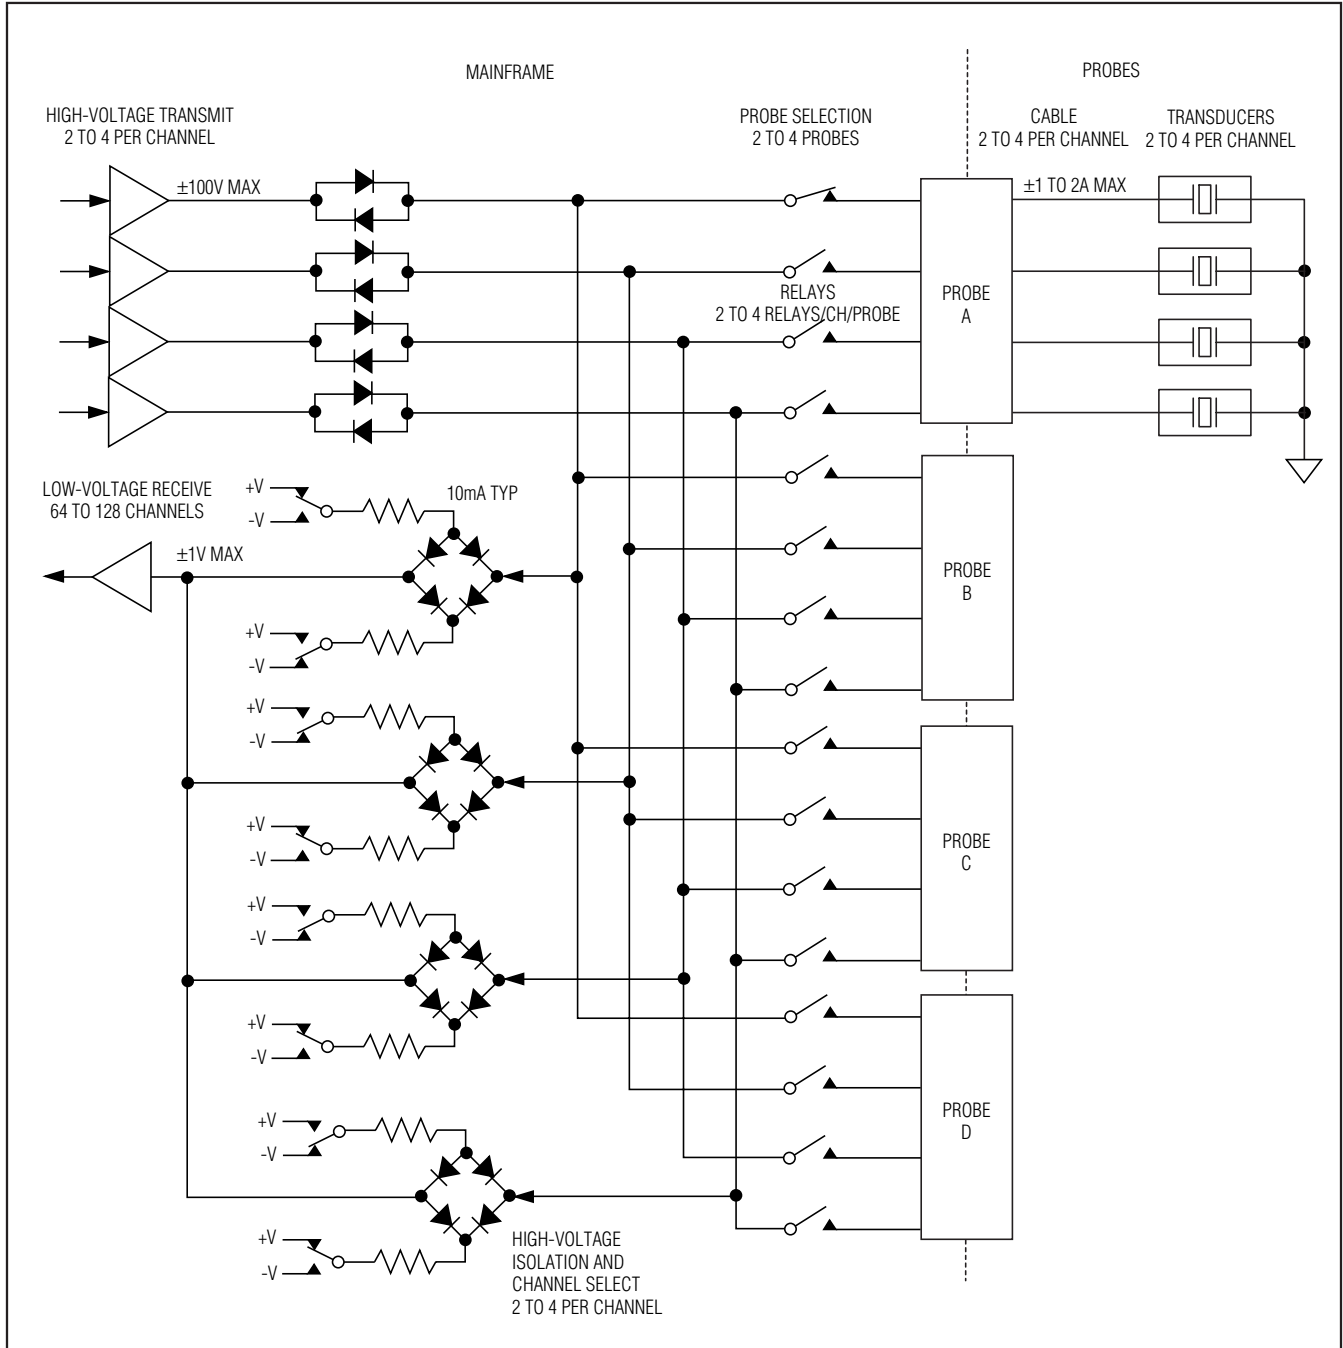 MAINFRAME
PROBES
HIGH-VOLTAGE TRANSMIT
2 TO 4 PER CHANNEL
PROBE SELECTION
2 TO 4 PROBES
CABLE
2 TO 4 PER CHANNEL
TRANSDUCERS
2 TO 4 PER CHANNEL
±100V MAX
±1 TO 2A MAX
RELAYS
2 TO 4 RELAYS/CH/PROBE
PROBE
A
LOW-VOLTAGE RECEIVE
64 TO 128 CHANNELS
+V
-V
10mA TYP
±1V MAX
PROBE
B
+V
-V
+V
-V
+V
-V
PROBE
C
+V
-V
+V
-V
PROBE
D
+V
-V
+V
-V
HIGH-VOLTAGE
ISOLATION AND
CHANNEL SELECT
2 TO 4 PER CHANNEL
+V
-V